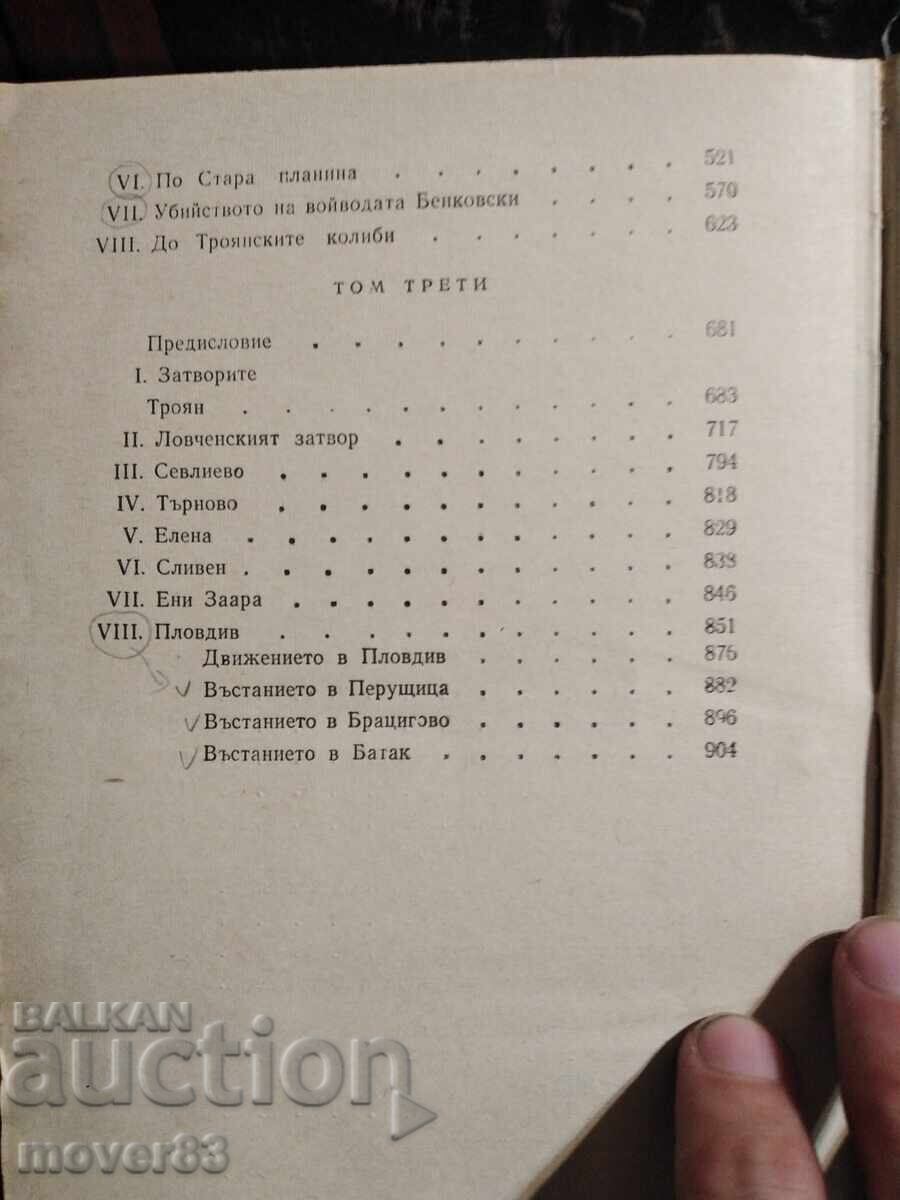 VI. По Стара планина . . . . . . . . 521
VII. Убийството на войводата Бенковски . . . . 570
VIII. До Троянските колиби . . . . . . . 623
ТОМ ТРЕТИ
Предисловие . . . . . . . . . . 681
I. Затворите
Троян . . . . . . . . . . . 683
II. Ловченският затвор . . . . . . . . 717
III. Севлиево . . . . . . . . . . 794
IV. Търново . . . . . . . . . . 818
V. Елена . . . . . . . . . . . 829
VI. Сливен . . . . . . . . . . . 838
VII. Ени Заара . . . . . . . . . . 846
VIII. Пловдив . . . . . . . . . . 851
Движението в Пловдив . . . . . . 876
Въстанието в Перущица . . . . . . 882
Въстанието в Брацигово . . . . . . 896
Въстанието в Батак . . . . . . . 904
BALKAN
auction
mover83